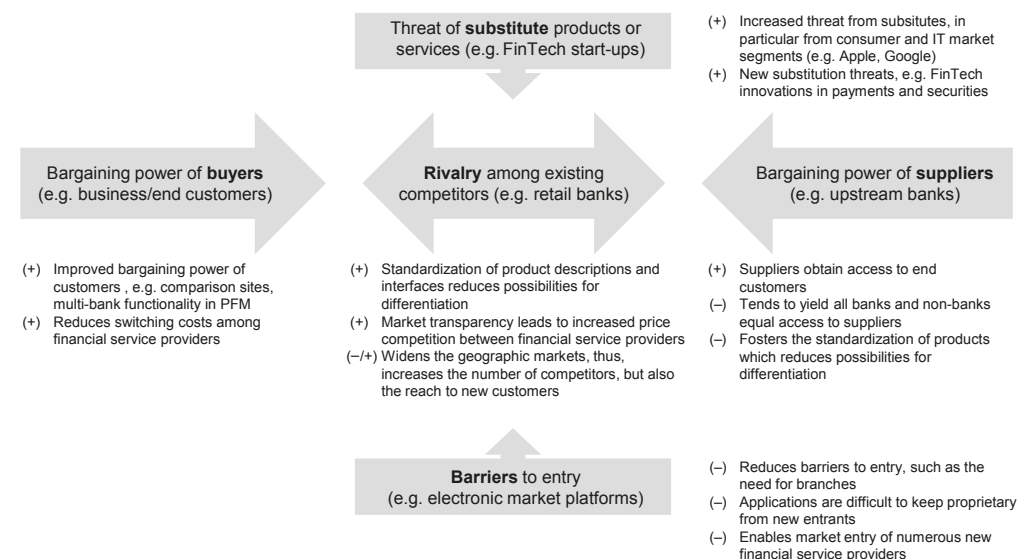 Threat of substitute products or
services (e.g. FinTech start-ups)
(+) Increased threat from subsitutes, in
particular from consumer and IT market
segments (e.g. Apple, Google)
(+) New substitution threats, e.g. FinTech
innovations in payments and securities
Bargaining power of buyers
(e.g. business/end customers)
Rivalry among existing
competitors (e.g. retail banks)
Bargaining power of suppliers
(e.g. upstream banks)
(+) Improved bargaining power of
customers , e.g. comparison sites,
multi-bank functionality in PFM
(+) Reduces switching costs among
financial service providers
(+) Standardization of product descriptions and
interfaces reduces possibilities for
differentiation
(+) Market transparency leads to increased price
competition between financial service providers
(–/+) Widens the geographic markets, thus,
increases the number of competitors, but also
the reach to new customers
(+) Suppliers obtain access to end
customers
(–) Tends to yield all banks and non-banks
equal access to suppliers
(–) Fosters the standardization of products
which reduces possibilities for
differentiation
Barriers to entry
(e.g. electronic market platforms)
(–) Reduces barriers to entry, such as the
need for branches
(–) Applications are difficult to keep proprietary
from new entrants
(–) Enables market entry of numerous new
financial service providers